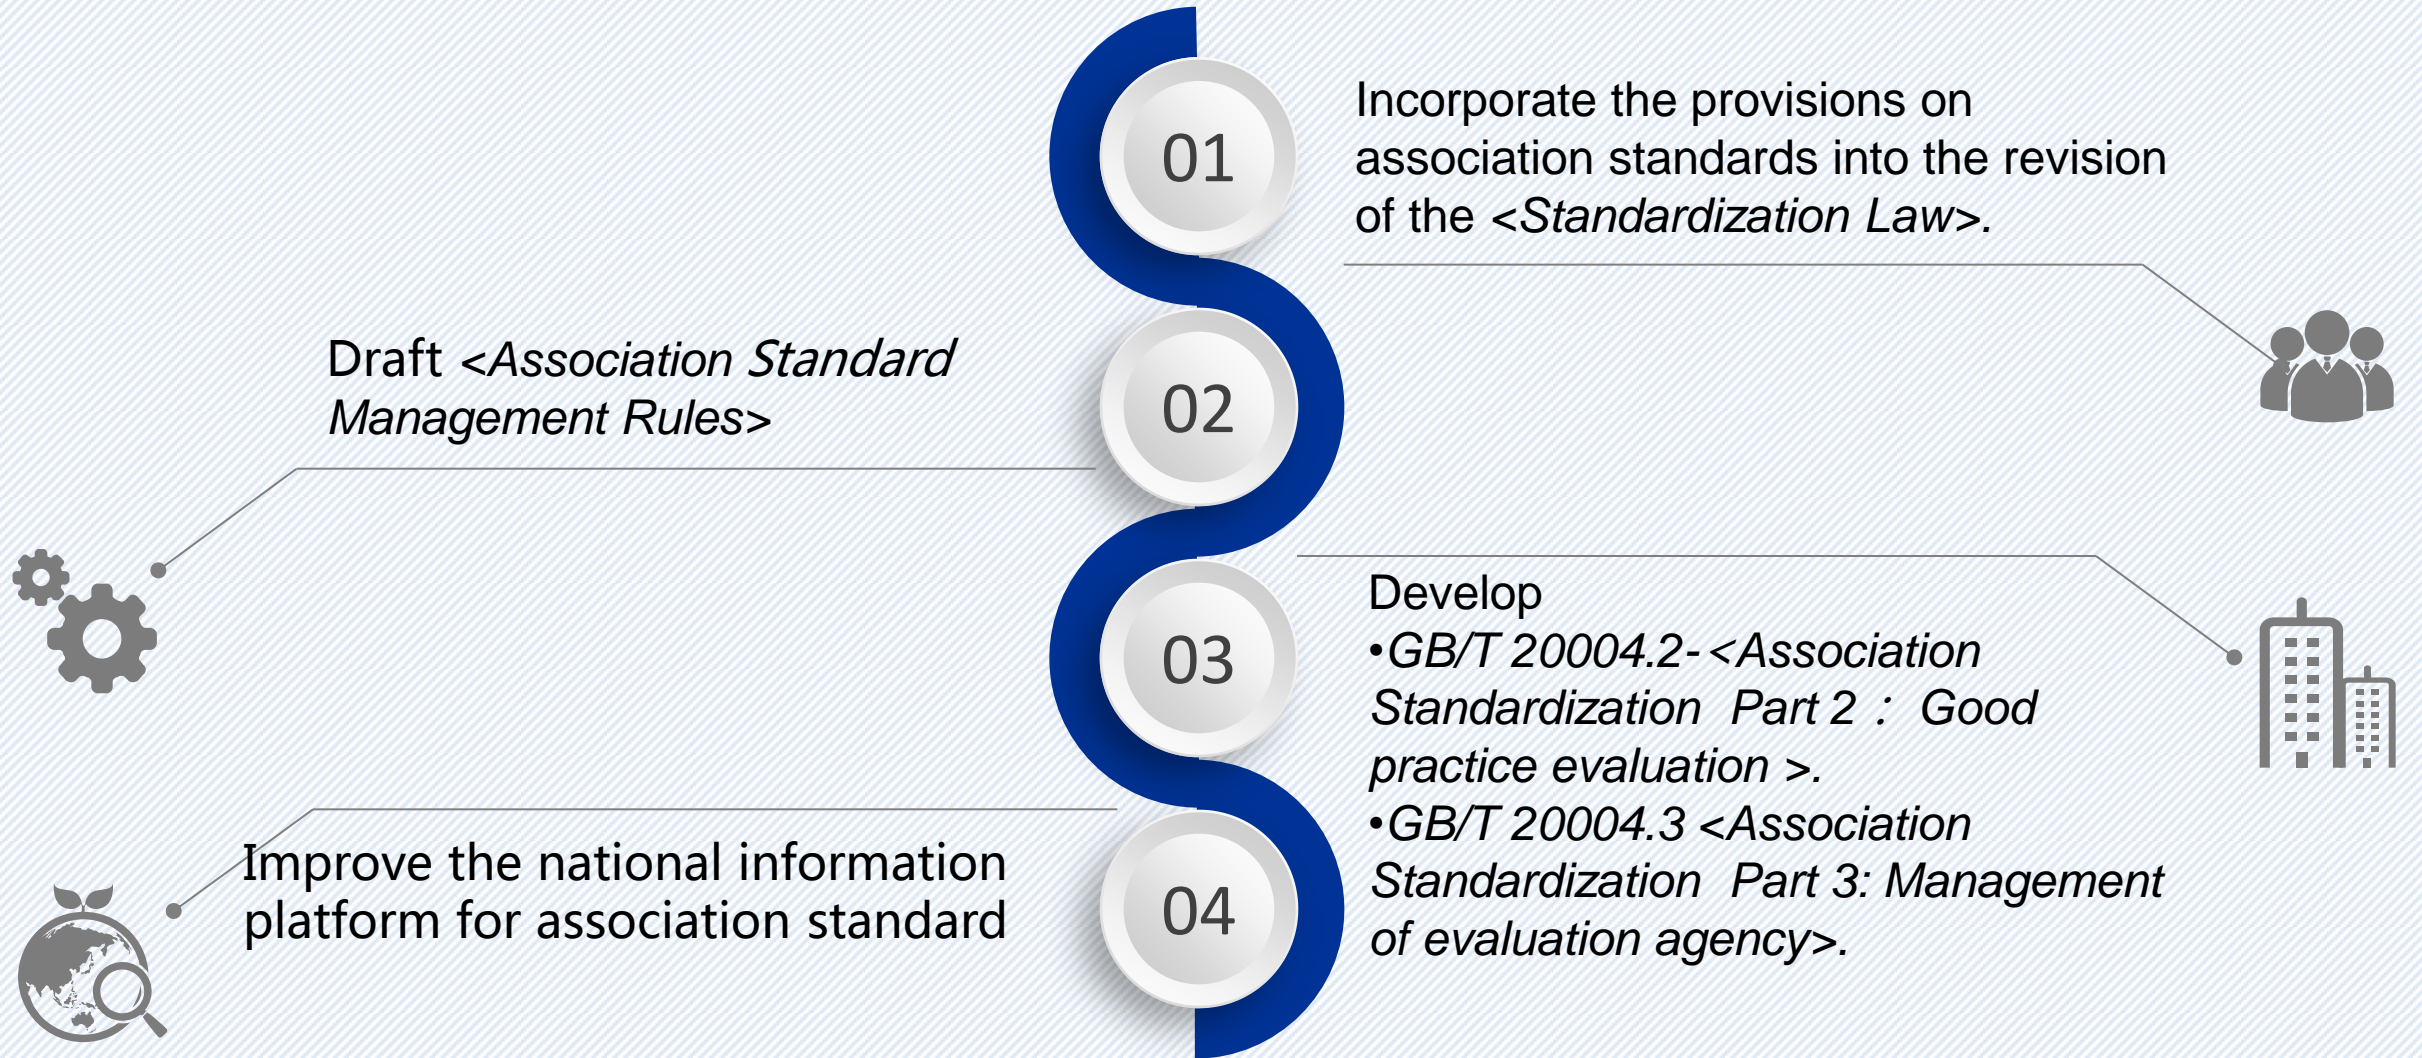 01
Incorporate the provisions on
association standards into the revision
of the <Standardization Law>.
02
Draft <Association Standard
Management Rules>
03
Develop
•GB/T 20004.2-<Association
Standardization  Part 2： Good
practice evaluation >.
•GB/T 20004.3 <Association
Standardization  Part 3: Management
of evaluation agency>.
04
Improve the national information
platform for association standard